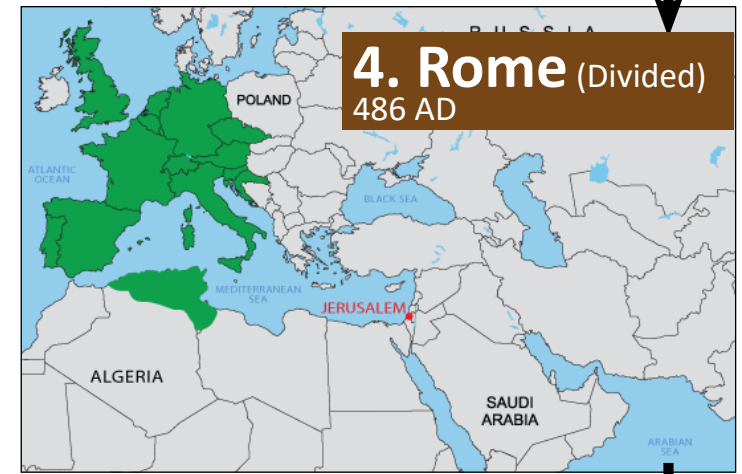 R U S S I A
4. Rome (Divided)
486 AD
POLAND
ATLANTIC
OCEAN
BLACK SEA
MEDITERRANEAN
SEA
JERUSALEM
ALGERIA
SAUDI
ARABIA
ARABIAN
SEA